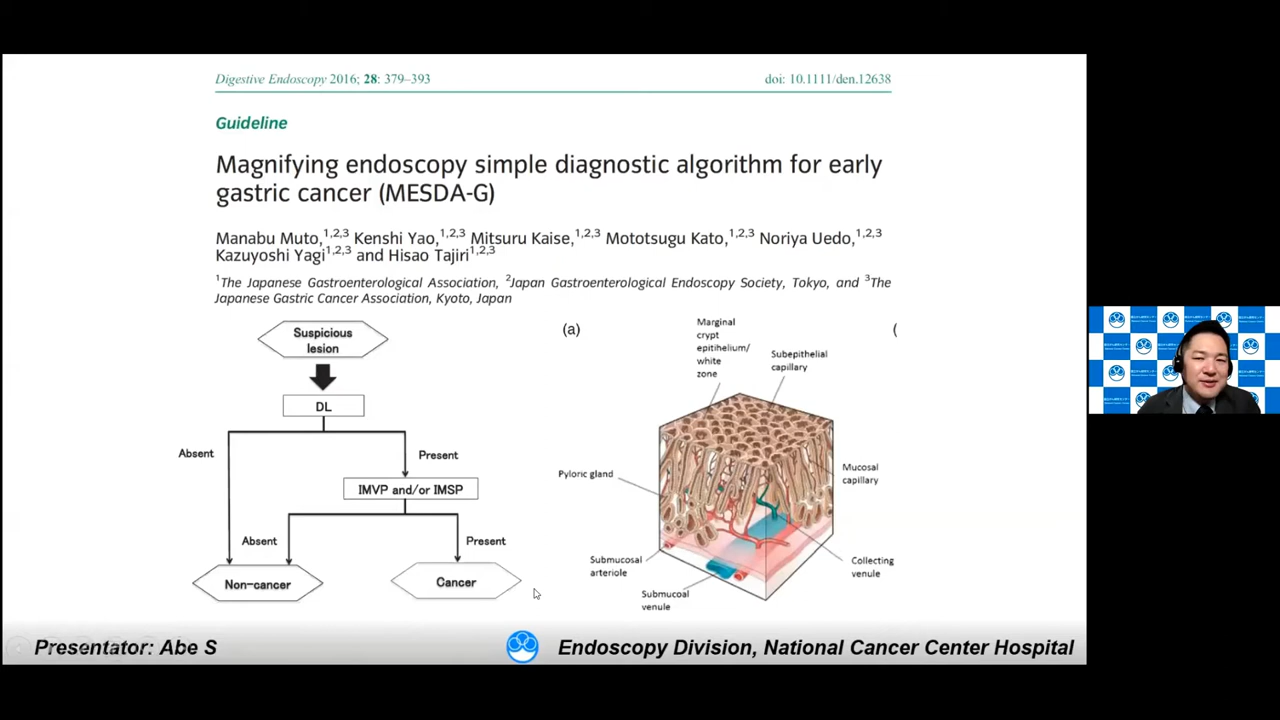 Digestive Endoscopy 2016; 28: 379–393
doi: 10.1111/den.12638
Guideline
Magnifying endoscopy simple diagnostic algorithm for early
gastric cancer (MESDA-G)
Manabu Muto,1,2,3 Kenshi Yao,1,2,3 Mitsuru Kaise,1,2,3 Mototsugu Kato,1,2,3 Noriya Uedo,1,2,3
Kazuyoshi Yagi1,2,3 and Hisao Tajiri1,2,3
1The Japanese Gastroenterological Association, 2Japan Gastroenterological Endoscopy Society, Tokyo, and 3The
Japanese Gastric Cancer Association, Kyoto, Japan
Suspicious
lesion
DL
Absent
Present
IMVP and/or IMSP
Absent
Present
Non-cancer
Cancer
(a)
(
Marginal
crypt
epitihelium/
white
zone
Subepithelial
capillary
Pyloric gland
Mucosal
capillary
Submucosal
arteriole
Collecting
venule
Submucoal
venule
Presentator: Abe S
Endoscopy Division, National Cancer Center Hospital